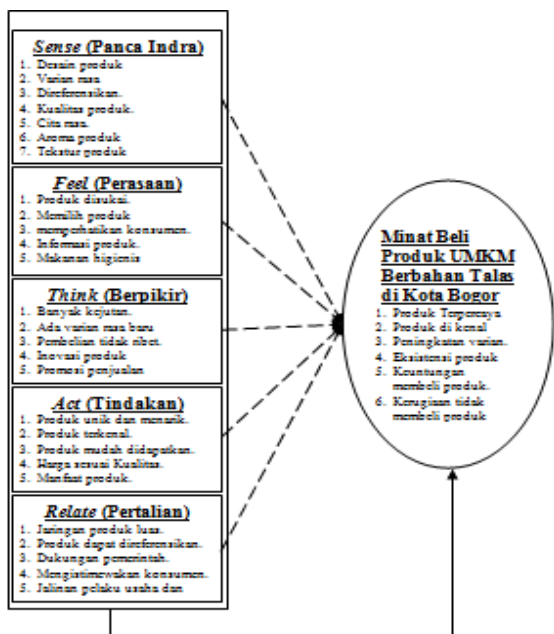 Sense (Panca Indra)
1. Desain produk
2. Varian rasa
3. Direferensikan.
4. Kualitas produk.
5. Cita rasa.
6. Aroma produk
7. Tekstur produk
Feel (Perasaan)
1. Produk disukai.
2. Memilih produk
3. memperhatikan konsumen.
4. Informasi produk.
5. Makanan higienis
Think (Berpikir)
1. Banyak kejutan.
2. Ada varian rasa baru
3. Pembelian tidak ribet.
4. Inovasi produk
5. Promosi penjualan
Act (Tindakan)
1. Produk unik dan menarik.
2. Produk terkenal.
3. Produk mudah didapatkan.
4. Harga sesuai Kualitas.
5. Manfaat produk.
Relate (Pertalian)
1. Jaringan produk luas.
2. Produk dapat direferensikan.
3. Dukungan pemerintah.
4. Mengistimewakan konsumen.
5. Jalinan pelaku usaha dan
Minat Beli
Produk UMKM
Berbahan Talas
di Kota Bogor
1. Produk Terpercaya
2. Produk di kenal
3. Peningkatan varian.
4. Eksistensi produk
5. Keuntungan
membeli produk.
6. Kerugiaan tidak
membeli produk